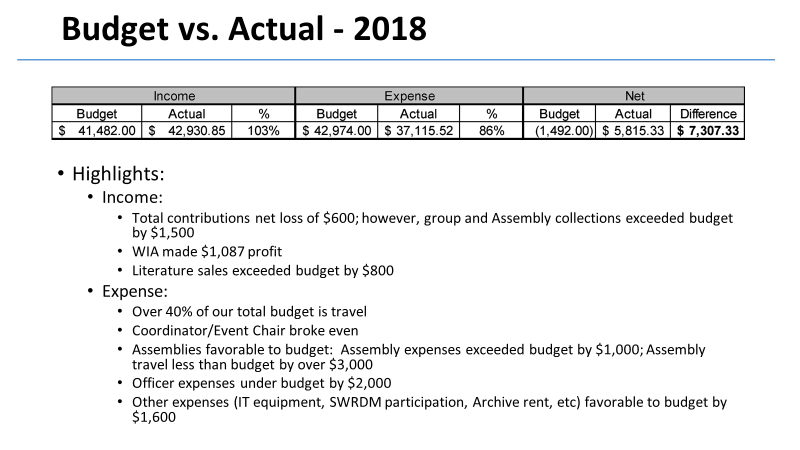 Budget vs. Actual - 2018
Income Expense Net
Budget Actual % Budget Actual % Budget Actual Difference
$ 41,482.00 $ 42,930.85 103% $ 42,974.00 $ 37,115.52 86% (1,492.00) $ 5,815.33 $ 7,307.33
• Highlights:
• Income:
• Total contributions net loss of $600; however, group and Assembly collections exceeded budget
by $1,500
• WIA made $1,087 profit
• Literature sales exceeded budget by $800
• Expense:
• Over 40% of our total budget is travel
• Coordinator/Event Chair broke even
• Assemblies favorable to budget:  Assembly expenses exceeded budget by $1,000; Assembly
travel less than budget by over $3,000
• Officer expenses under budget by $2,000
• Other expenses (IT equipment, SWRDM participation, Archive rent, etc) favorable to budget by
$1,600